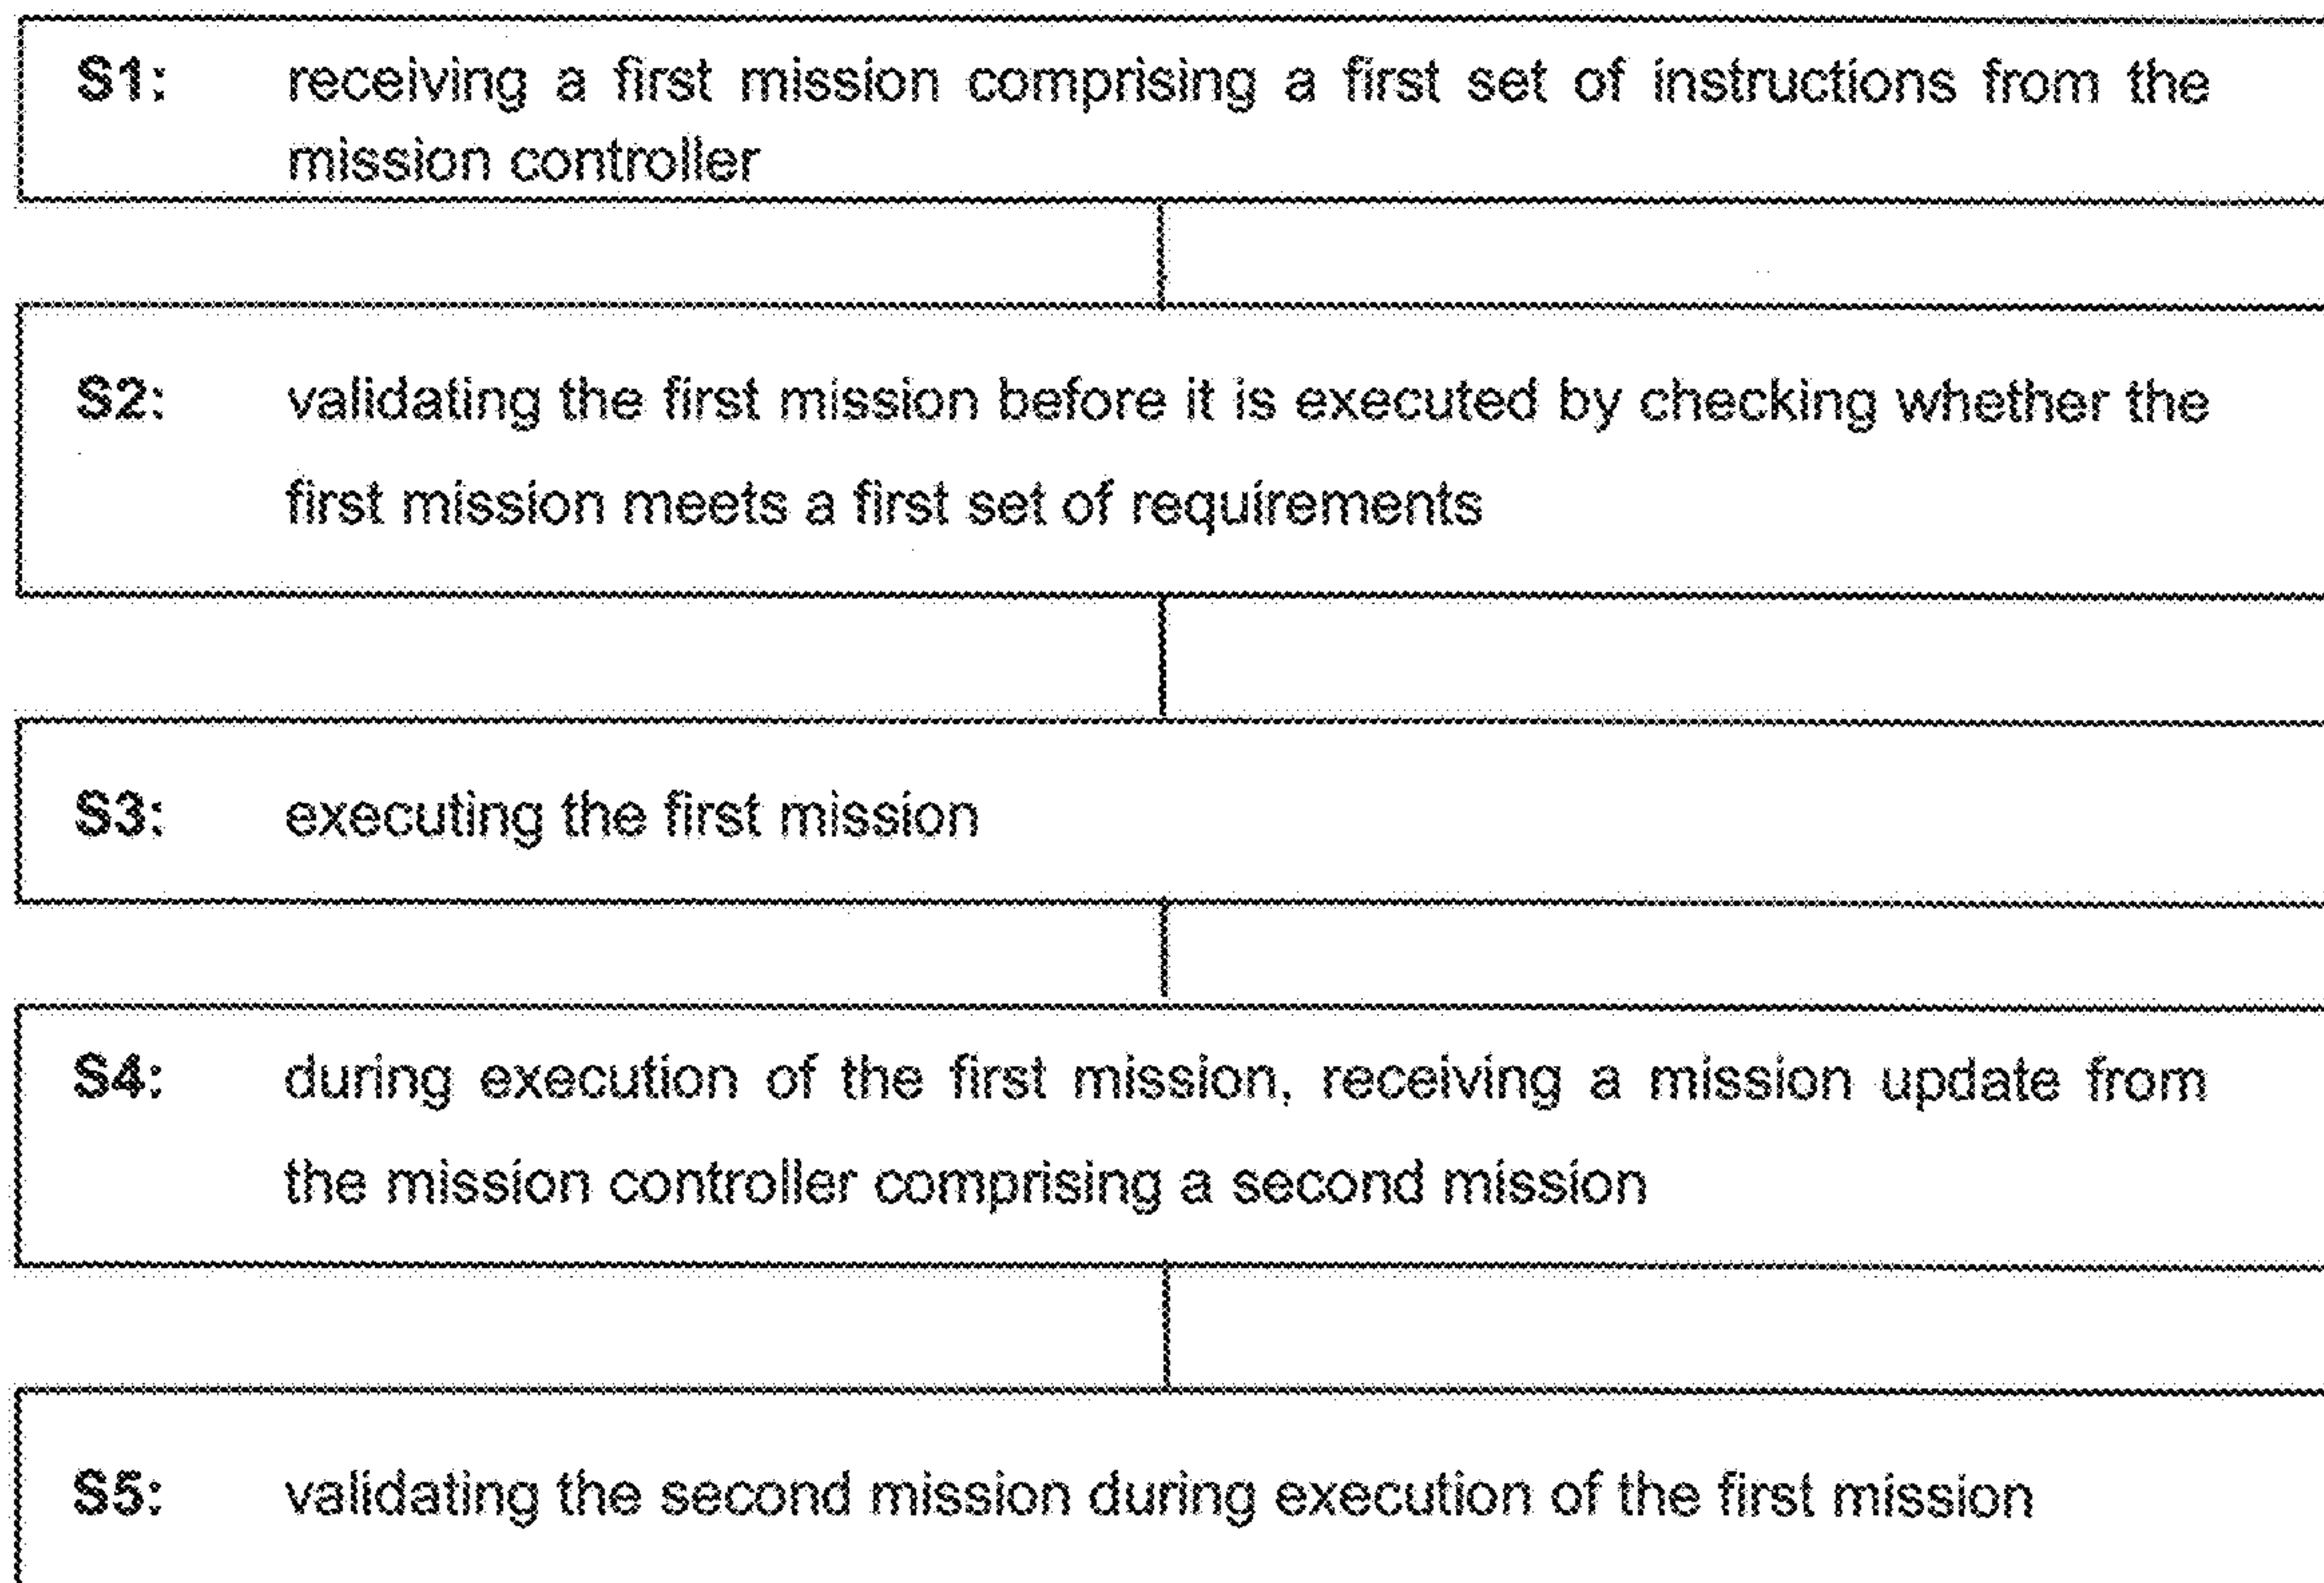 S1: receiving a first mission comprising a first set of instructions from the
mission controller
S2: validating the first mission before it is executed by checking whether the
first mission meets a first set of requirements
S3: executing the first mission
S4: during execution of the first mission, receiving a mission update from
the mission controller comprising a second mission
S5: validating the second mission during execution of the first mission